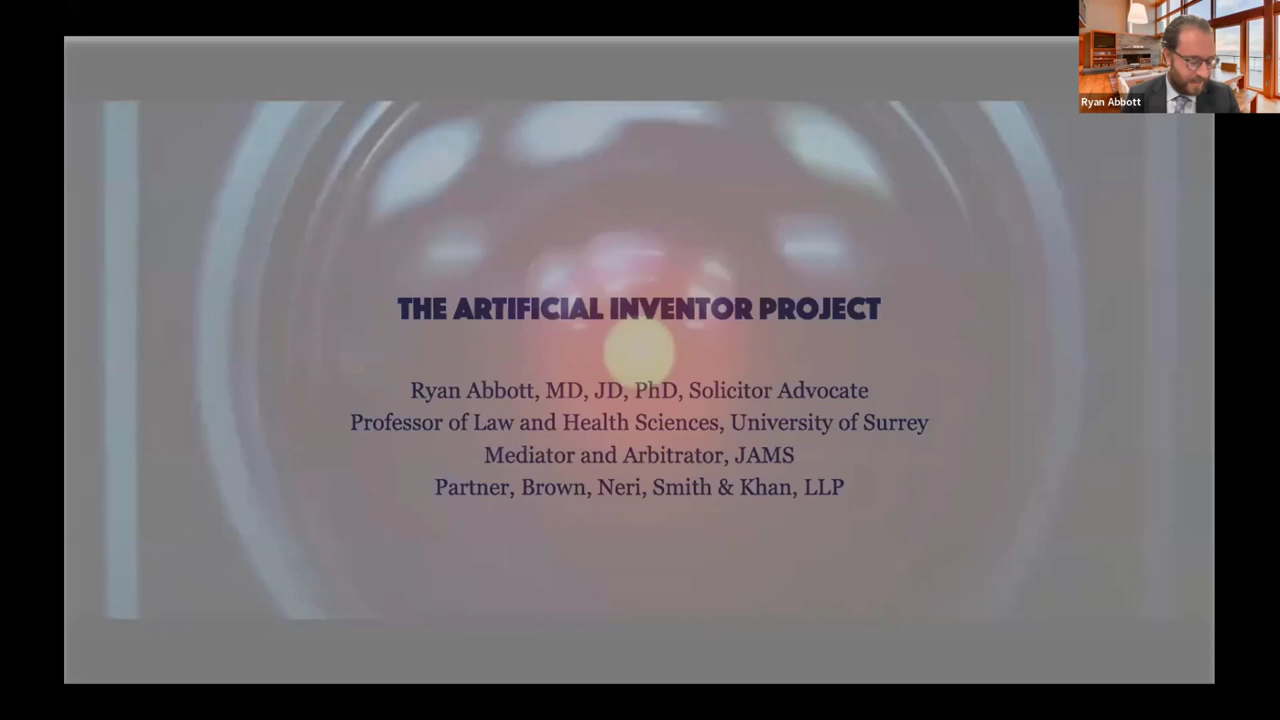 Ryan Abbott
THE ARTIFICIAL INVENTOR PROJECT
Ryan Abbott, MD, JD, PhD, Solicitor Advocate
Professor of Law and Health Sciences, University of Surrey
Mediator and Arbitrator, JAMS
Partner, Brown, Neri, Smith & Khan, LLP